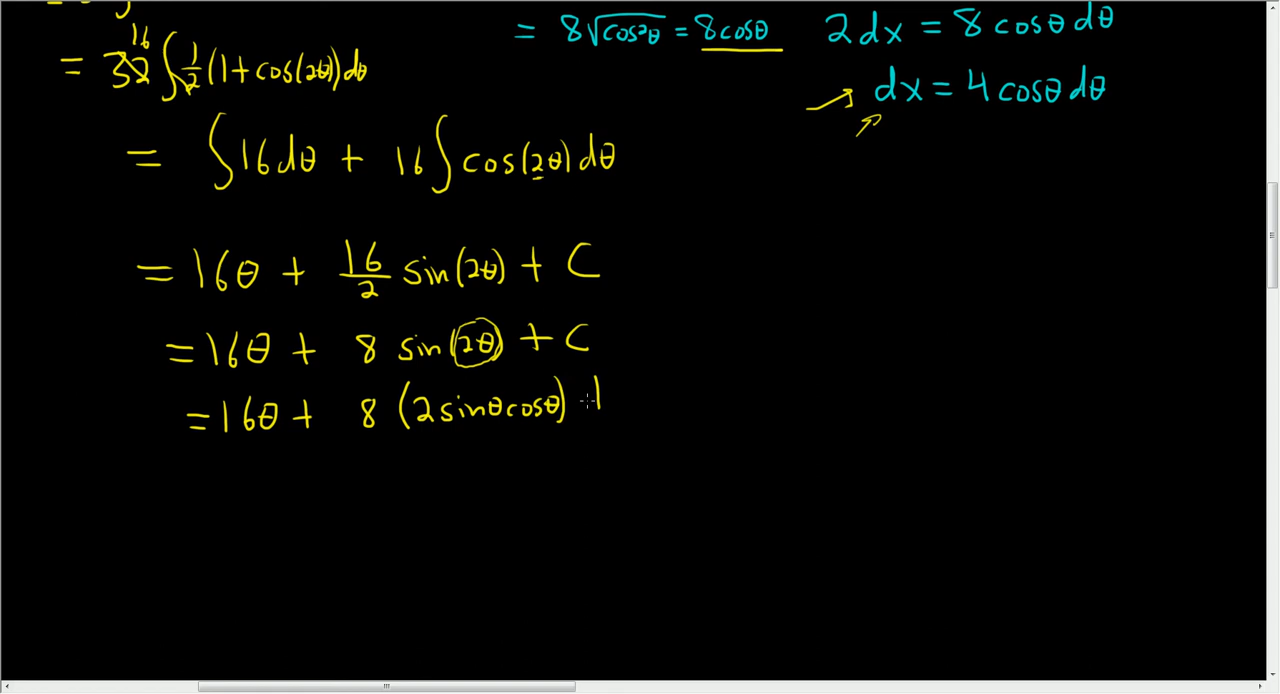 = 8√cos²θ = 8cosθ 2dx = 8cosθdθ
16
= 32 ∫ 1/2 (1 + cos(2θ))dθ
dx = 4cosθdθ
= ∫16dθ + 16∫cos(2θ)dθ
= 16θ + 16/2 sin(2θ) + C
= 16θ + 8 sin(2θ) + C
= 16θ + 8 (2sinθcosθ)